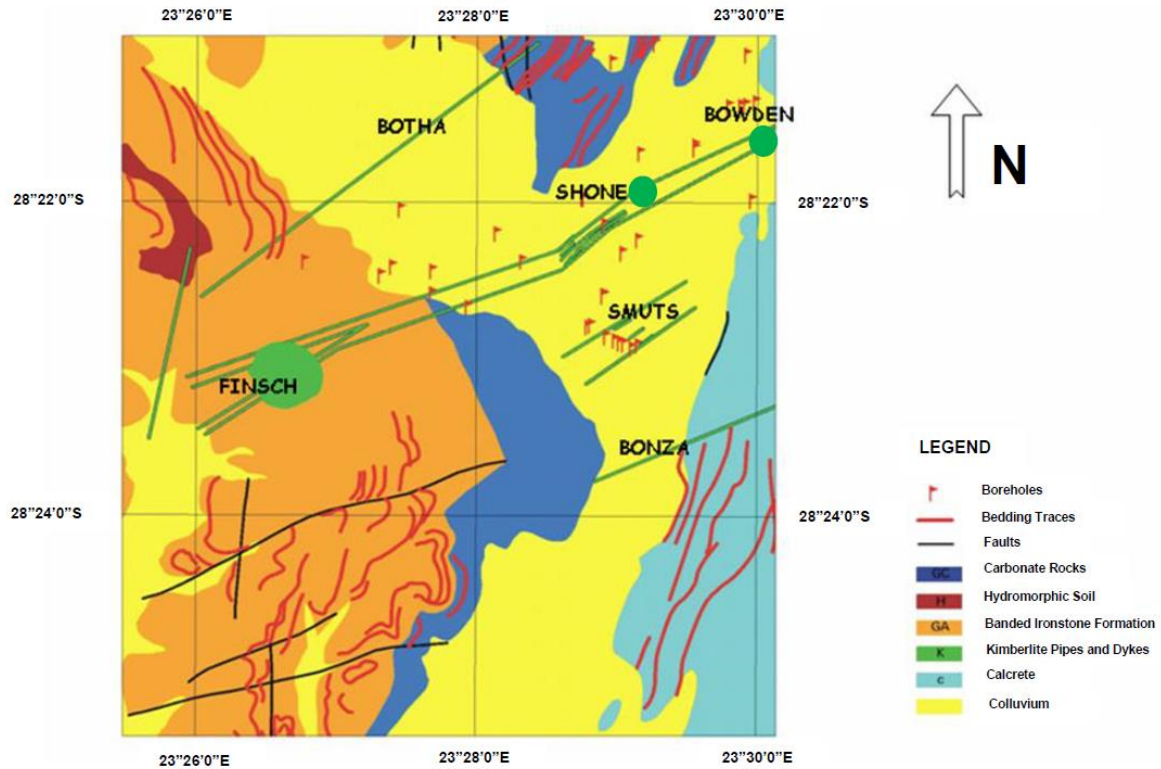 23"26'0"E
23"28'0"E
23"30'0"E
BOTHA
BOWDEN
N
28"22'0"S
SHONE
28"22'0"S
SMUTS
FINSCH
BONZA
LEGEND
Boreholes
28"24'0"S
28"24'0"S
Bedding Traces
Faults
GC
Carbonate Rocks
H
Hydromorphic Soil
GA
Banded Ironstone Formation
K
Kimberlite Pipes and Dykes
c
Calcrete
Colluvium
23"26'0"E
23"28'0"E
23"30'0"E